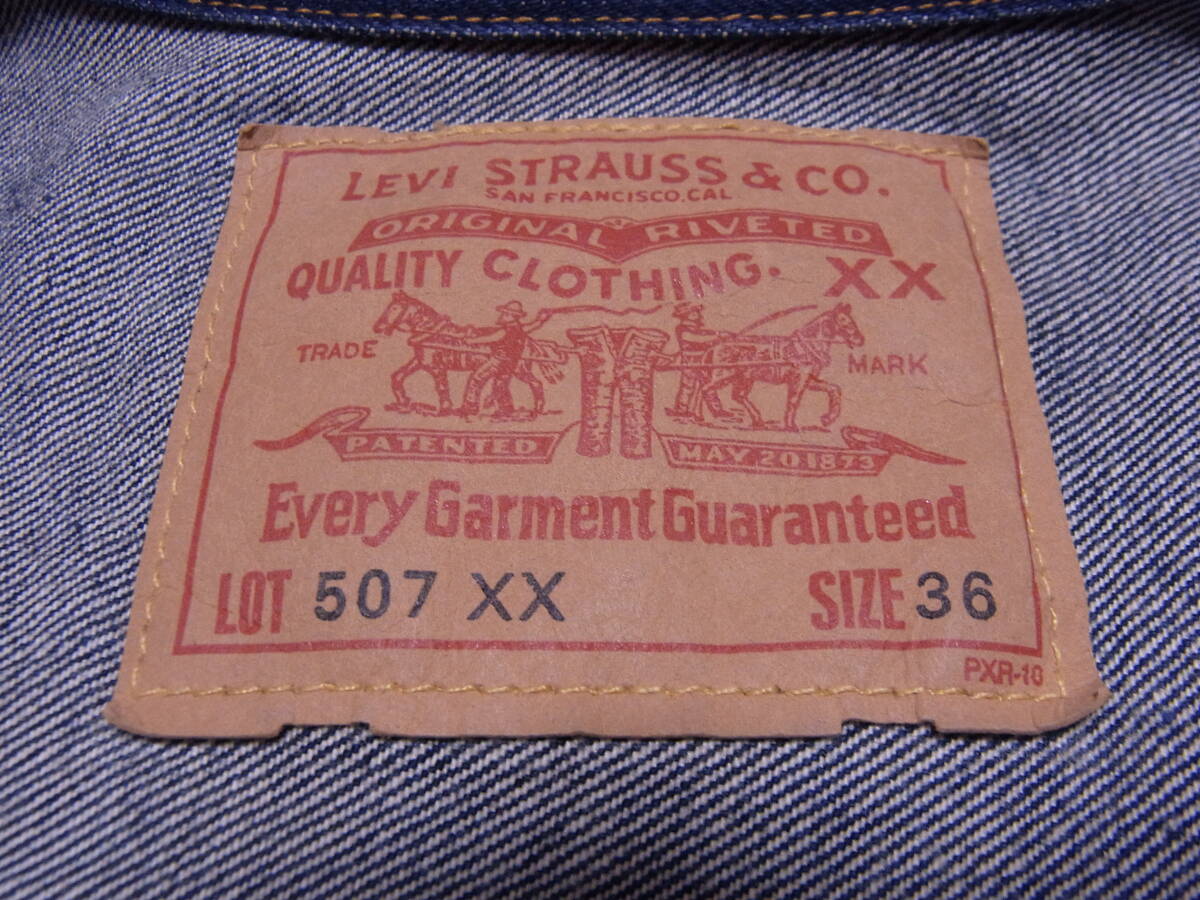 LEVI STRAUSS & CO.
SAN FRANCISCO, CAL
ORIGINAL RIVETED
QUALITY CLOTHING. XX
TRADE MARK
PATENTED MAY 20 1873
Every Garment Guaranteed
LOT 507 XX SIZE 36
PXR-10